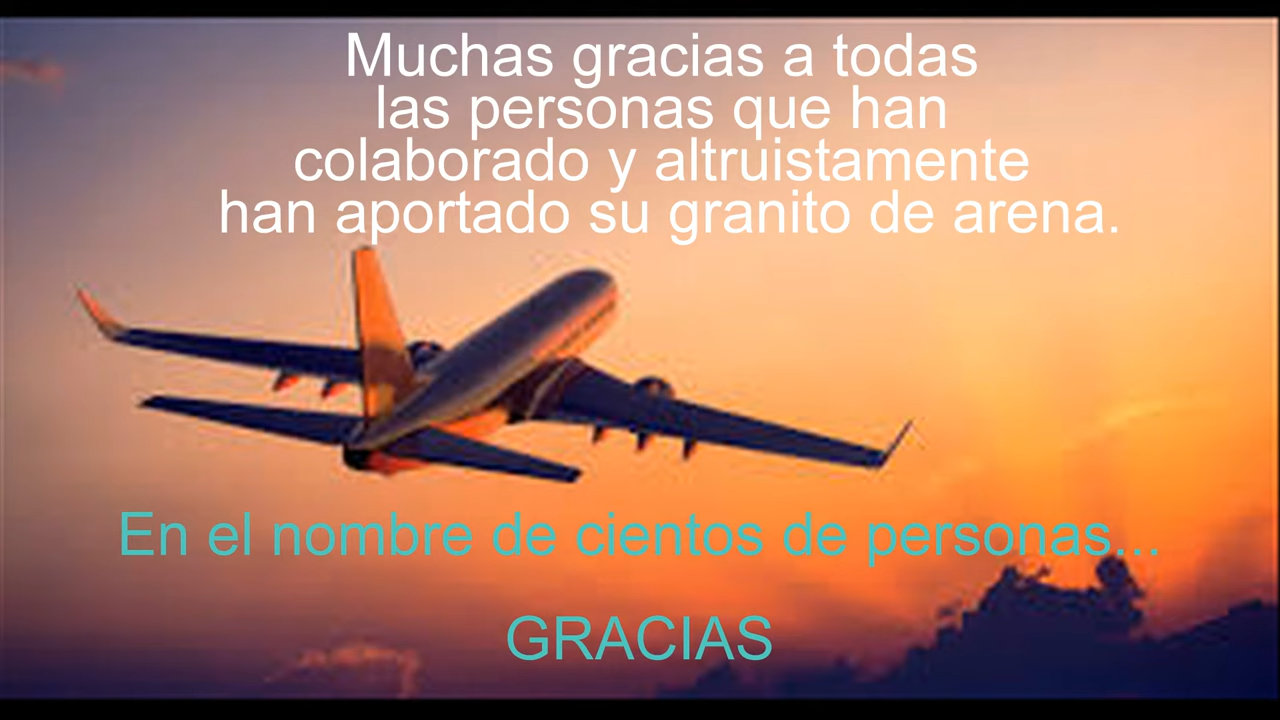 Muchas gracias a todas
las personas que han
colaborado y altruistamente
han aportado su granito de arena.
En el nombre de cientos de personas...
GRACIAS